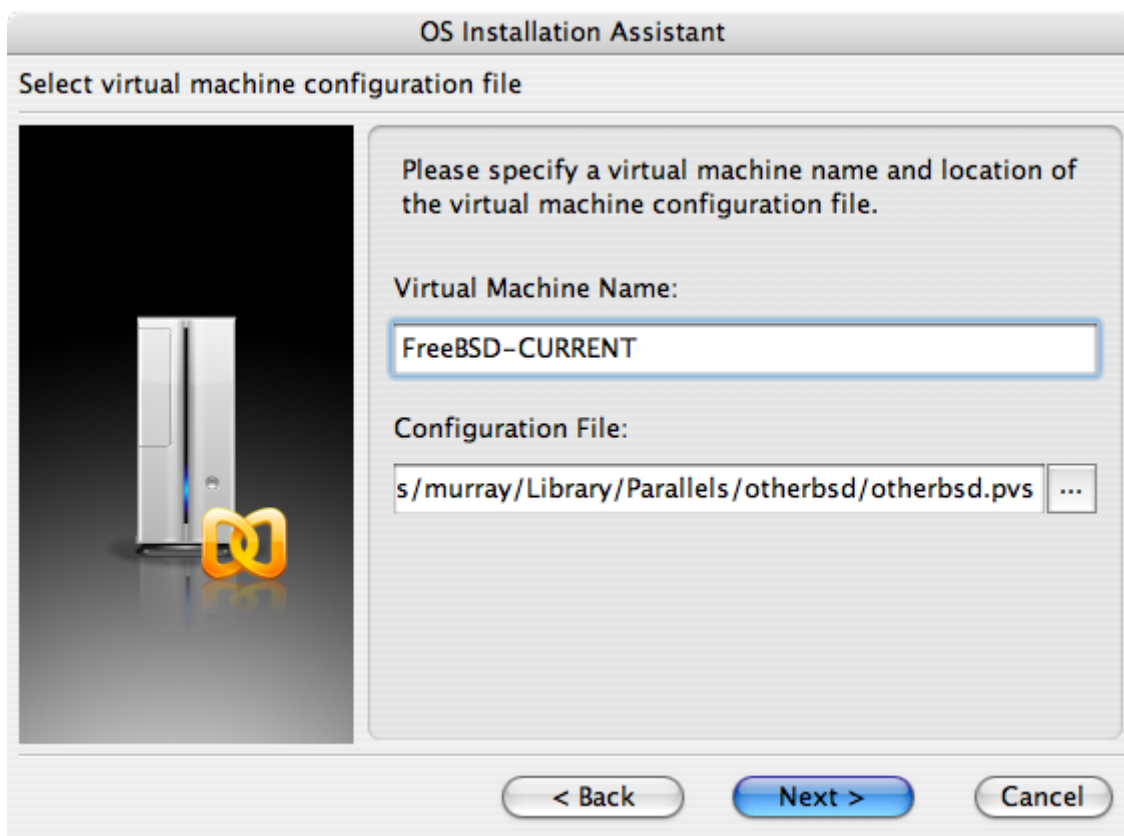 OS Installation Assistant
Select virtual machine configuration file
Please specify a virtual machine name and location of
the virtual machine configuration file.
Virtual Machine Name:
FreeBSD-CURRENT
Configuration File:
s/murray/Library/Parallels/otherbsd/otherbsd.pvs ...
< Back Next > Cancel